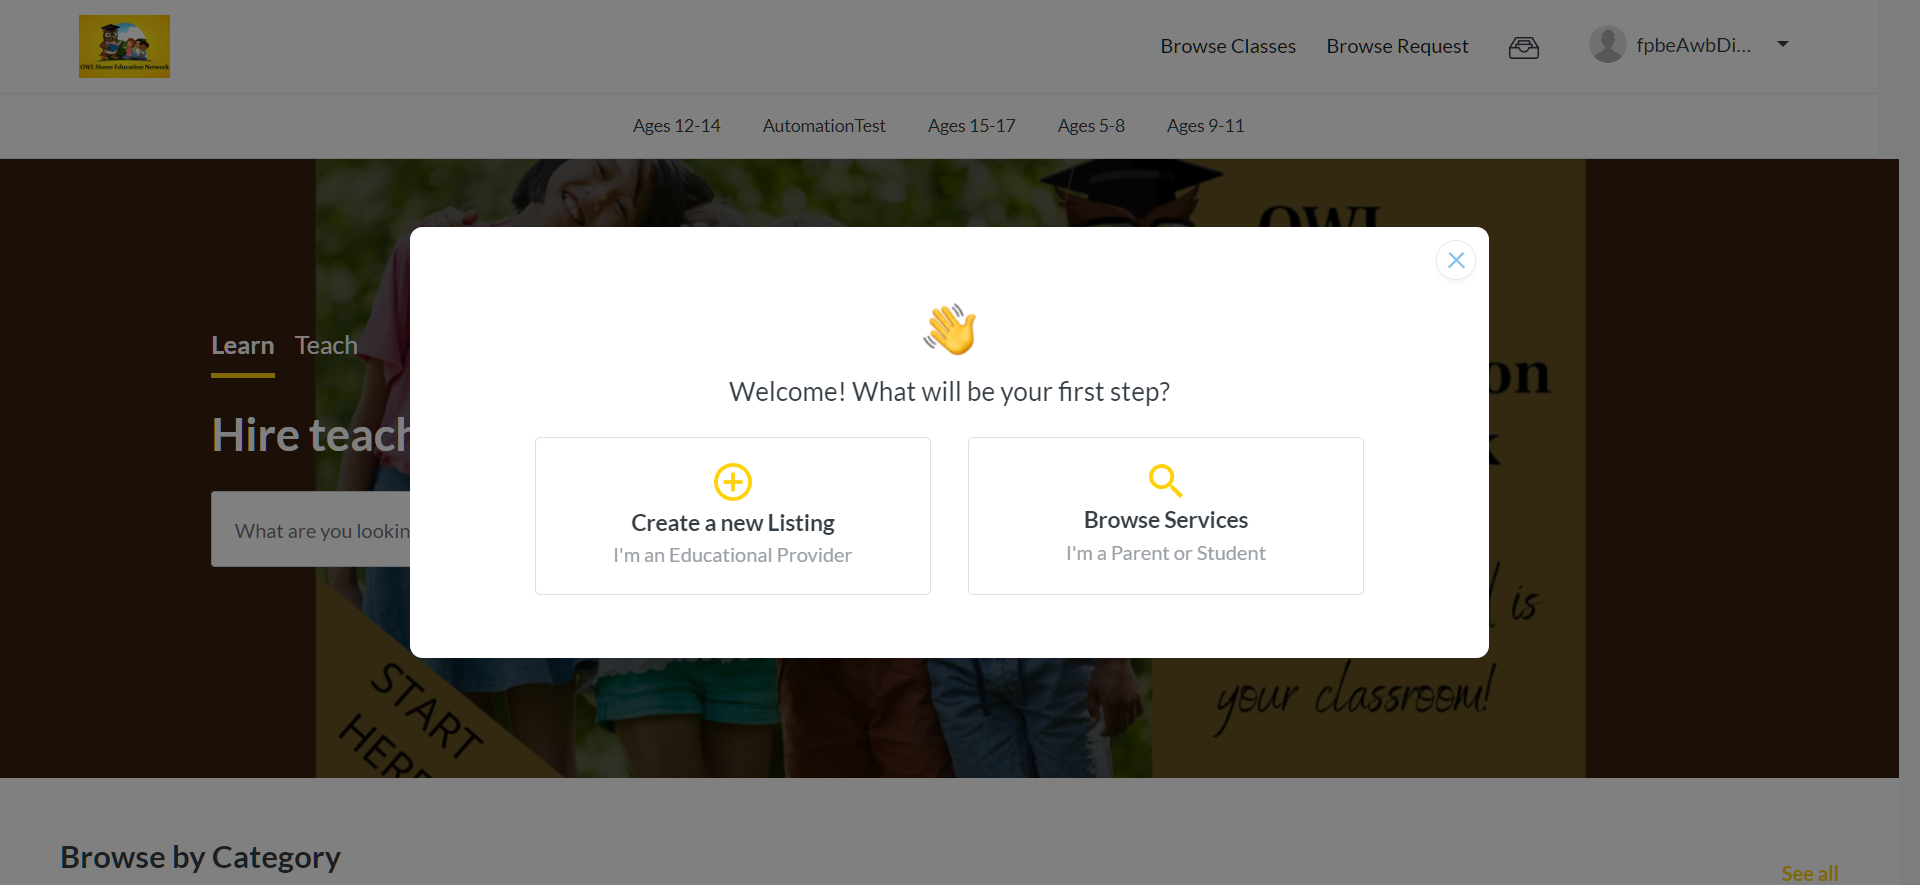 OWL Home Education Network
Browse Classes
Browse Request
fpbeAwbDi...
Ages 12-14
AutomationTest
Ages 15-17
Ages 5-8
Ages 9-11
OWL
Learn
Teach
Hire teach
What are you lookin
Welcome! What will be your first step?
Create a new Listing
I'm an Educational Provider
Browse Services
I'm a Parent or Student
on
k
is
your classroom!
START
HERE
Browse by Category
See all